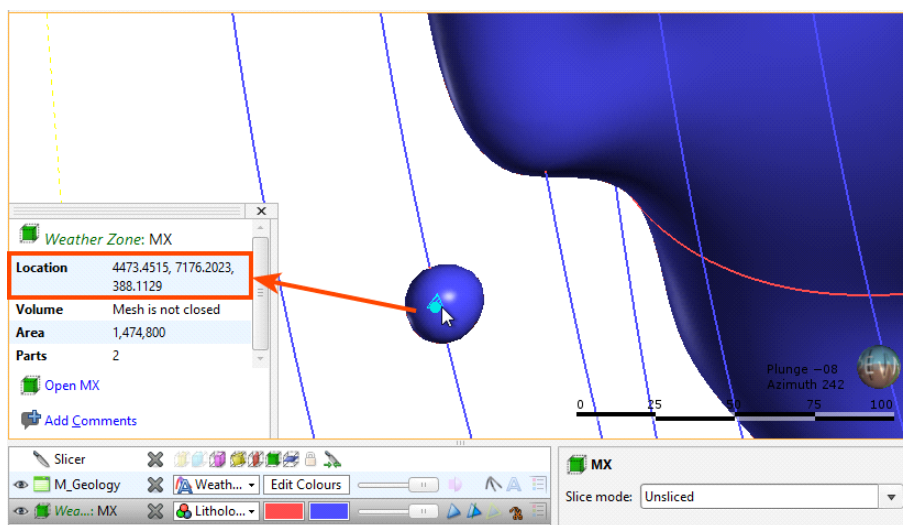 Weather Zone: MX
Location 4473.4515, 7176.2023,
388.1129
Volume Mesh is not closed
Area 1,474,800
Parts 2
Open MX
Add Comments
Plunge −08
Azimuth 242
0 25 50 75 100
Slicer
M_Geology Weath... Edit Colours
Wea...: MX Litholo...
MX
Slice mode: Unsliced